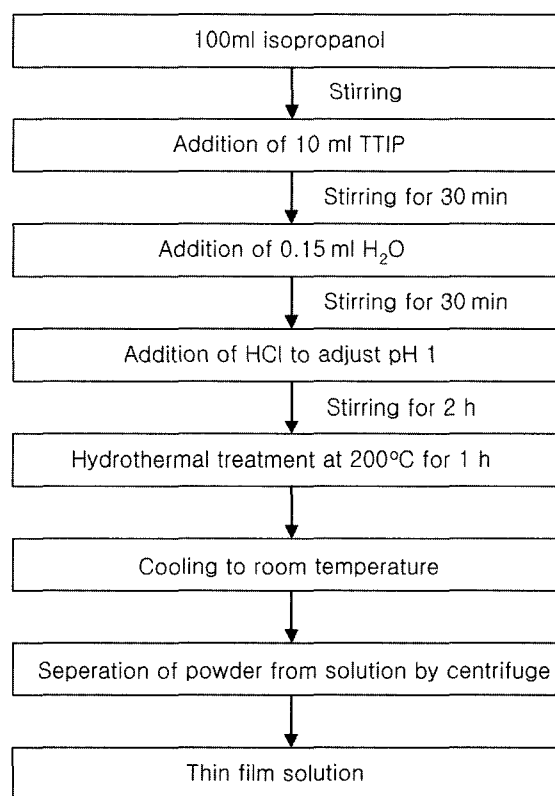 100ml isopropanol
Stirring
Addition of 10 ml TTIP
Stirring for 30 min
Addition of 0.15 ml H₂O
Stirring for 30 min
Addition of HCl to adjust pH 1
Stirring for 2 h
Hydrothermal treatment at 200°C for 1 h
Cooling to room temperature
Seperation of powder from solution by centrifuge
Thin film solution